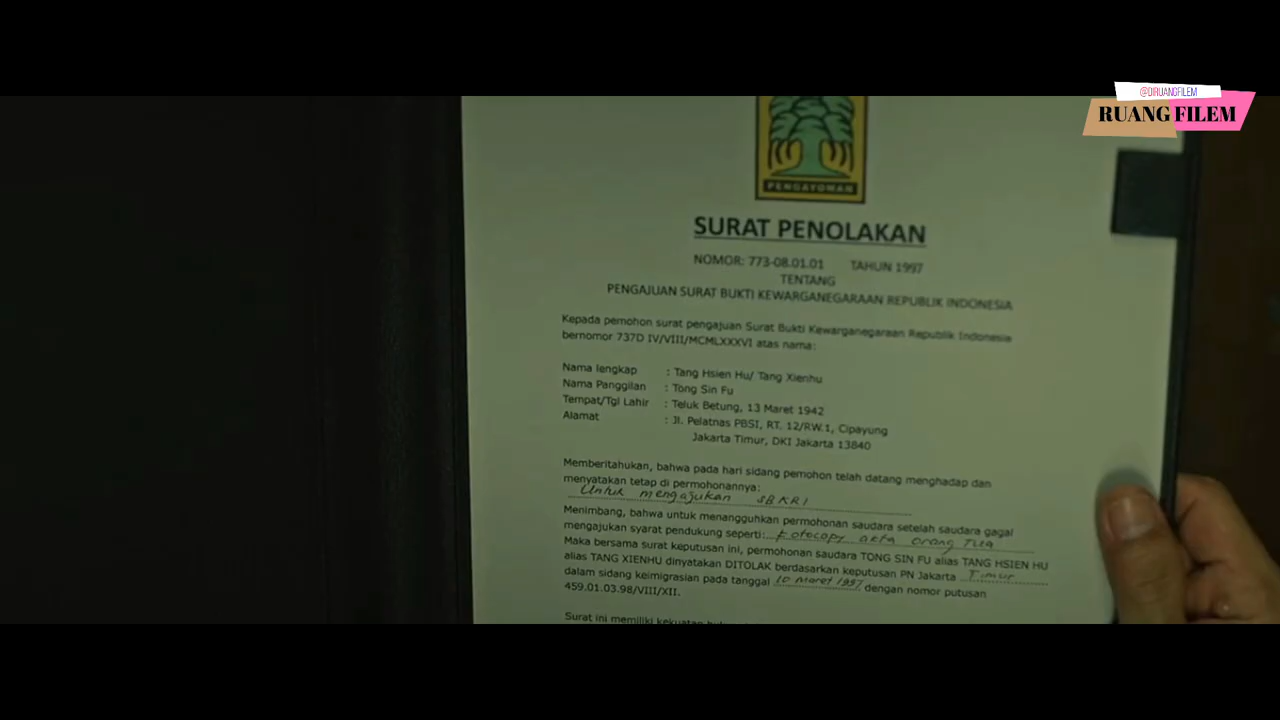 @DIRUANGFILEM
RUANG FILEM
PENGAYOMAN
SURAT PENOLAKAN
NOMOR: 773-08.01.01 TAHUN 1997
TENTANG
PENGAJUAN SURAT BUKTI KEWARGANEGARAAN REPUBLIK INDONESIA
Kepada pemohon surat pengajuan Surat Bukti Kewarganegaraan Republik Indonesia
bernomor 737D IV/VIII/MCMLXXXVI atas nama:
Nama lengkap : Tang Hsien Hu/ Tang Xienhu
Nama Panggilan : Tong Sin Fu
Tempat/Tgl Lahir : Teluk Betung, 13 Maret 1942
Alamat : Jl. Pelatnas PBSI, RT. 12/RW.1, Cipayung
Jakarta Timur, DKI Jakarta 13840
Memberitahukan, bahwa pada hari sidang pemohon telah datang menghadap dan
menyatakan tetap di permohonannya:
Untuk mengajukan SBKRI
Menimbang, bahwa untuk menangguhkan permohonan saudara setelah saudara gagal
mengajukan syarat pendukung seperti: Fotocopy akta orang Tua
Maka bersama surat keputusan ini, permohonan saudara TONG SIN FU alias TANG HSIEN HU
alias TANG XIENHU dinyatakan DITOLAK berdasarkan keputusan PN Jakarta Timur
dalam sidang keimigrasian pada tanggal 10 Maret 1997 dengan nomor putusan
459.01.03.98/VIII/XII.
Surat ini memiliki kekuatan